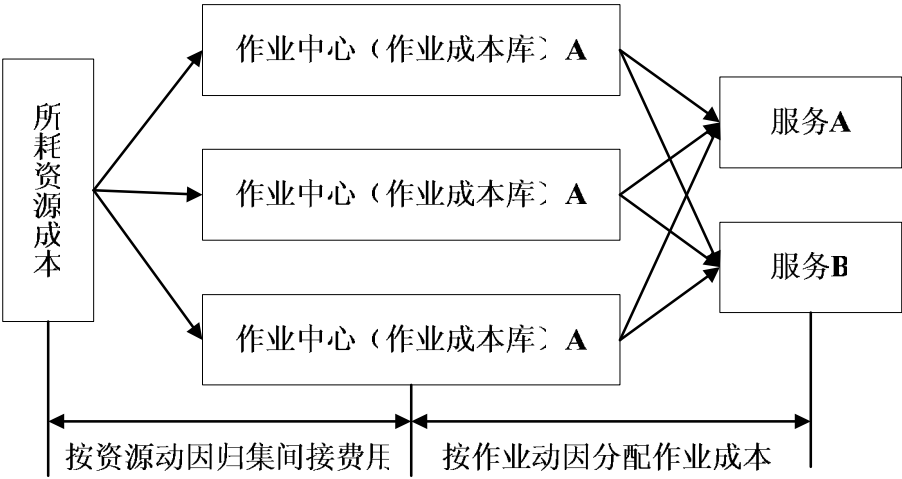 所耗资源成本
作业中心（作业成本库）A
作业中心（作业成本库）A
作业中心（作业成本库）A
服务A
服务B
按资源动因归集间接费用
按作业动因分配作业成本